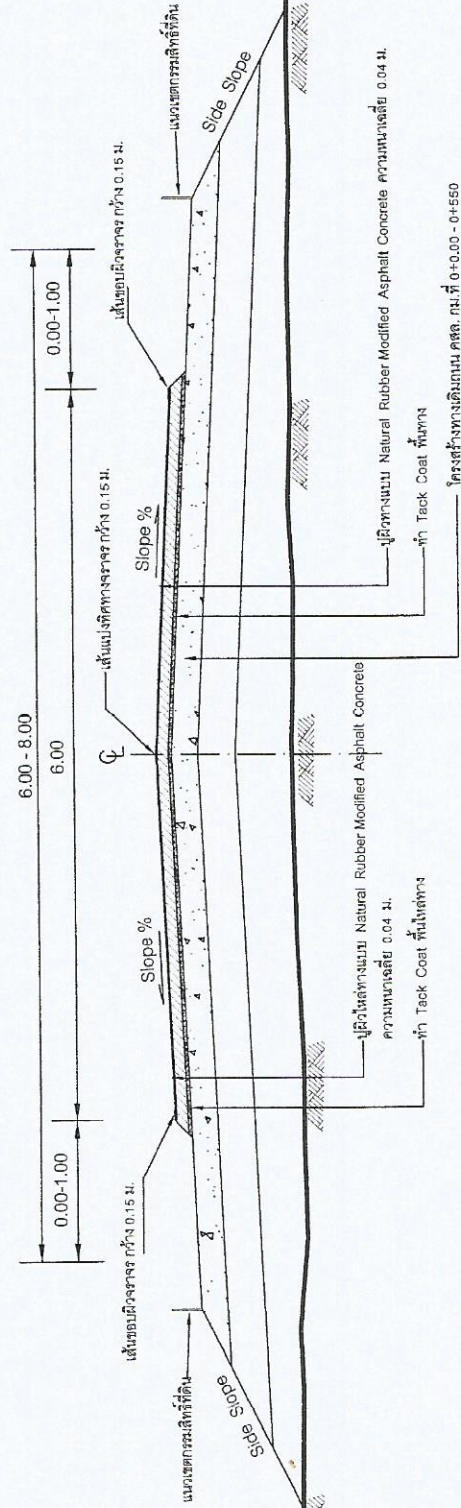 6.00 - 8.00
0.00-1.00
6.00
0.00-1.00
เส้นขอบผิวจราจร กว้าง 0.15 ม.
เส้นแบ่งทิศทางจราจร กว้าง 0.15 ม.
เส้นขอบผิวจราจร กว้าง 0.15 ม.
แนวเขตกรรมสิทธิ์ที่ดิน
แนวเขตกรรมสิทธิ์ที่ดิน
Slope %
Slope %
Side Slope
Side Slope
ปูผิวไหล่ทางแบบ Natural Rubber Modified Asphalt Concrete
ความหนาเฉลี่ย 0.04 ม.
ทำ Tack Coat พื้นไหล่ทาง
ปูผิวทางแบบ Natural Rubber Modified Asphalt Concrete ความหนาเฉลี่ย 0.04 ม.
ทำ Tack Coat พื้นทาง
โครงสร้างทางเดิมถนน คสล. กม.ที่ 0+0.00 - 0+550